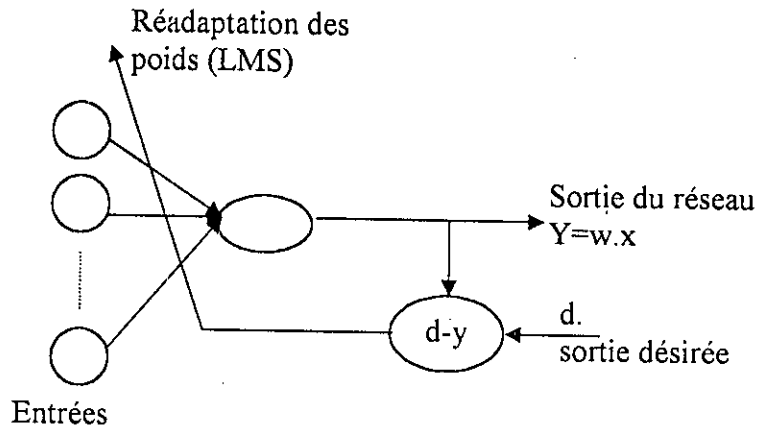 Réadaptation des
poids (LMS)
Sortie du réseau
Y=w.x
d-y
d.
sortie désirée
Entrées